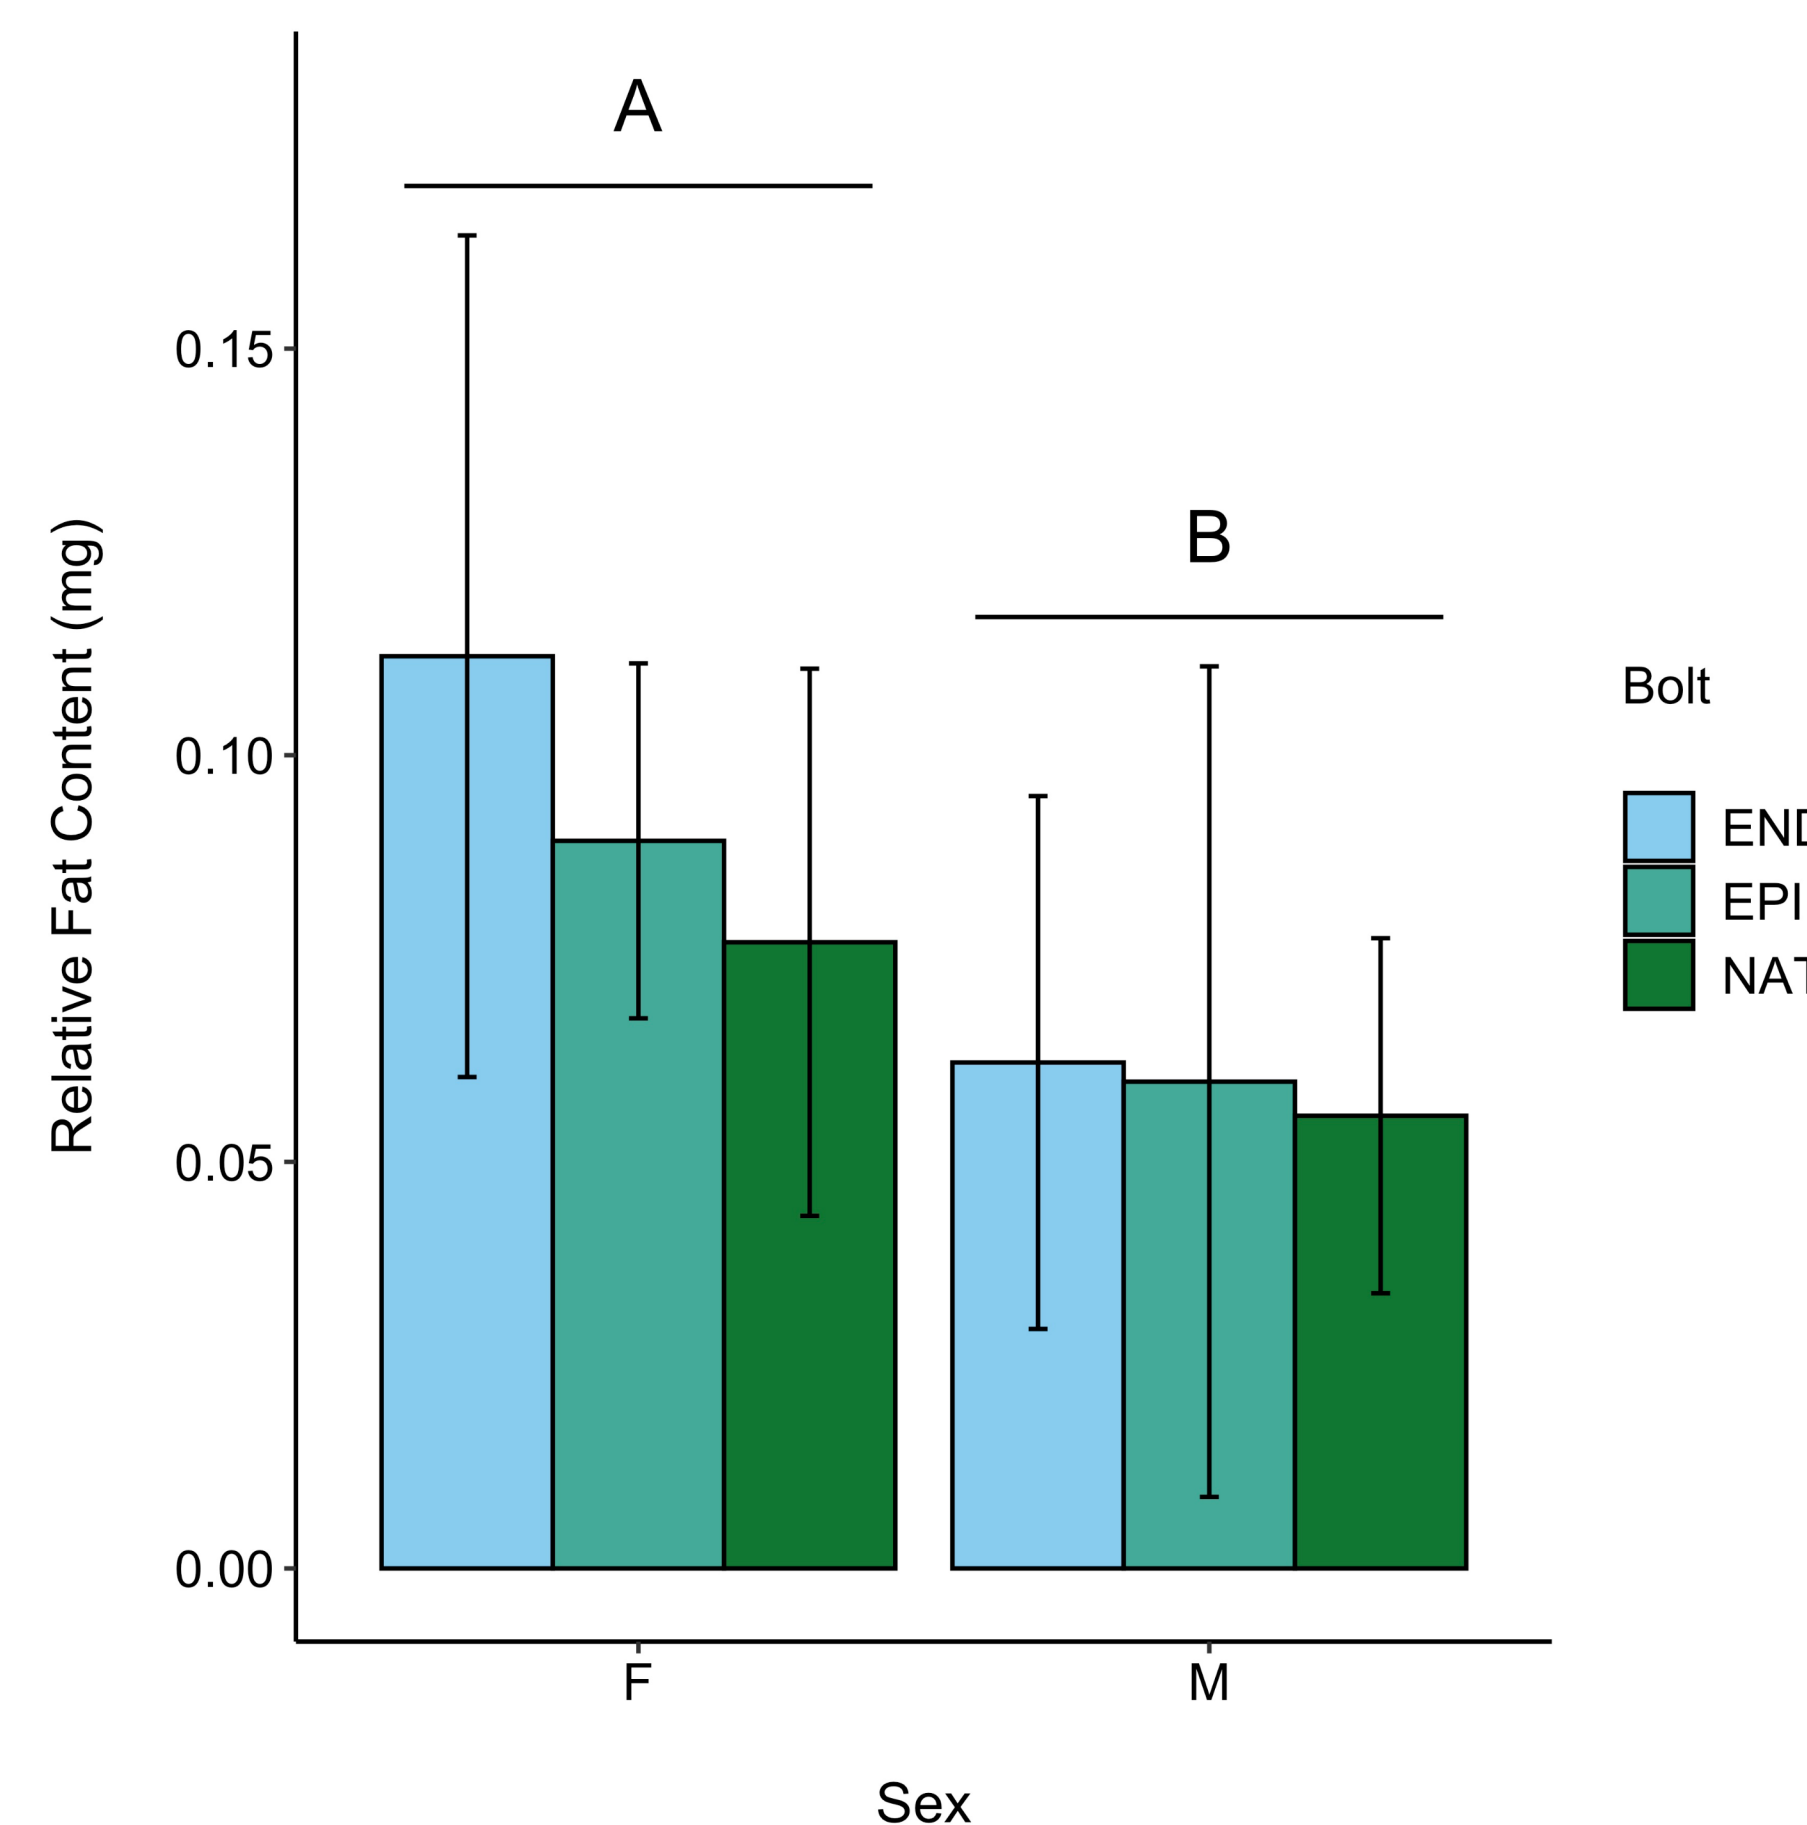 A
B
0.15
0.10
0.05
0.00
Relative Fat Content (mg)
F
M
Sex
Bolt
EPI